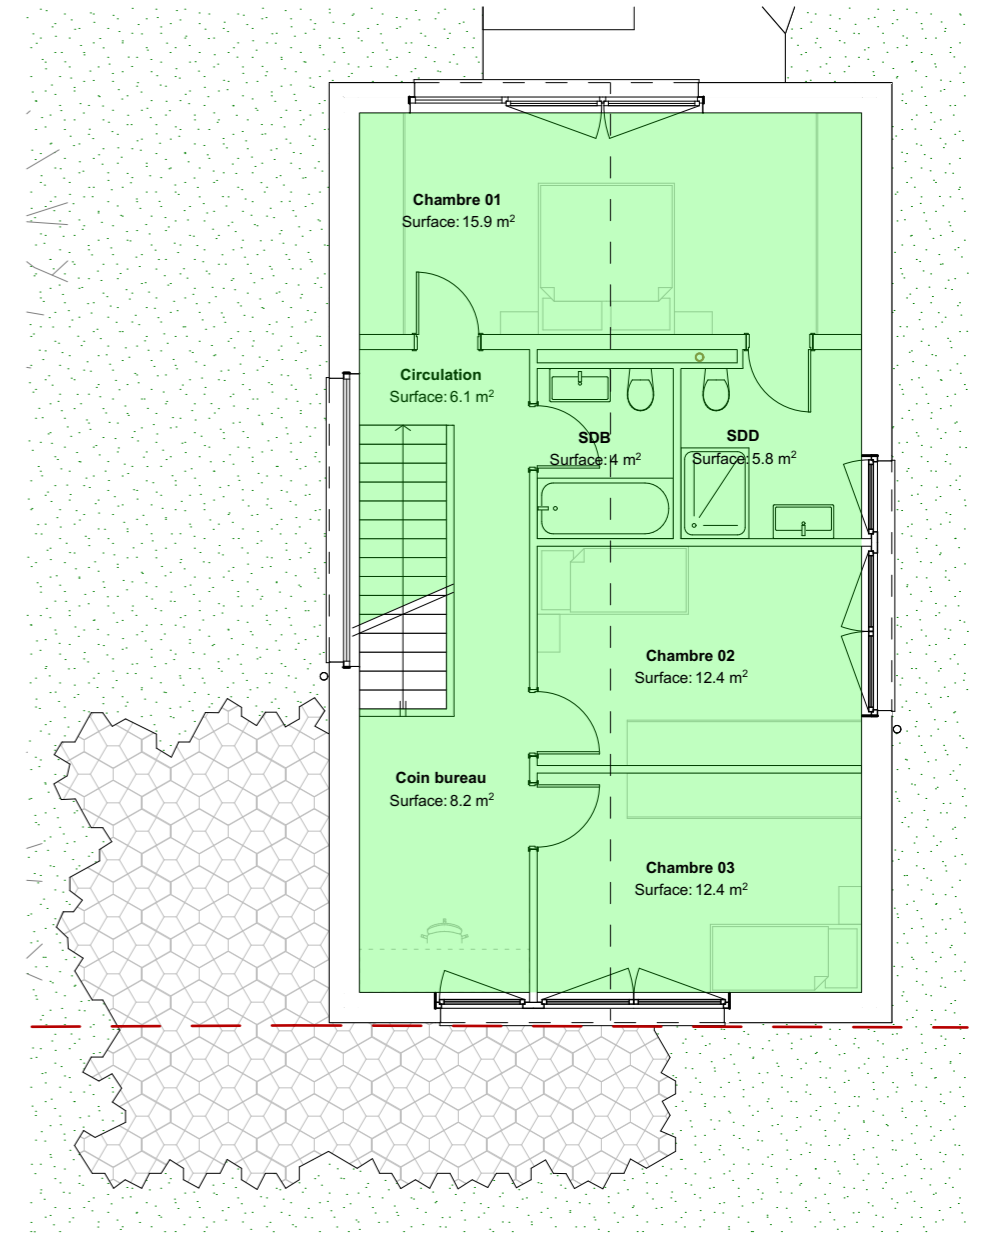 Chambre 01
Surface: 15.9 m²
Circulation
Surface: 6.1 m²
SDB
Surface: 4 m²
SDD
Surface: 5.8 m²
Chambre 02
Surface: 12.4 m²
Coin bureau
Surface: 8.2 m²
Chambre 03
Surface: 12.4 m²